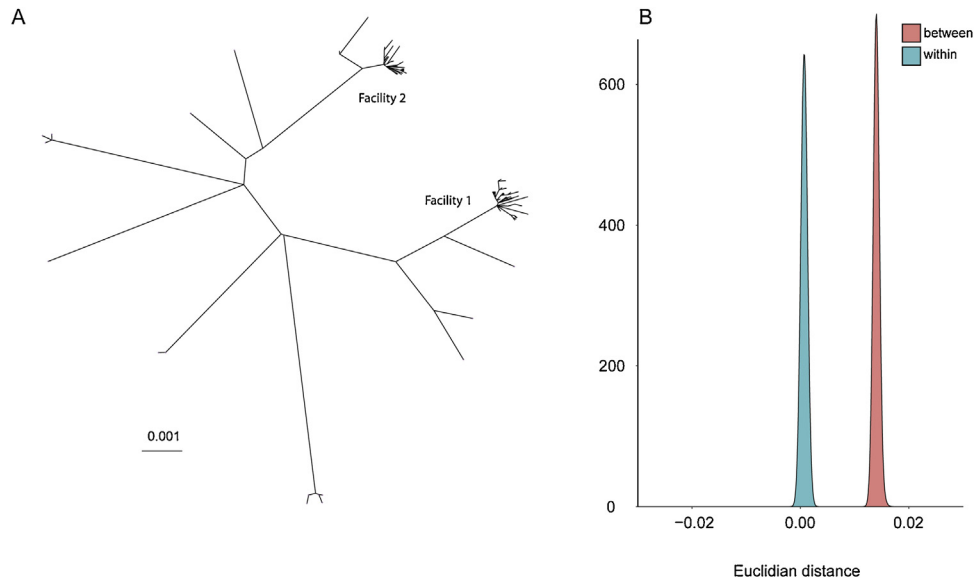 A
Facility 2
Facility 1
0.001
B
between
within
600
400
200
0
−0.02
0.00
0.02
Euclidian distance